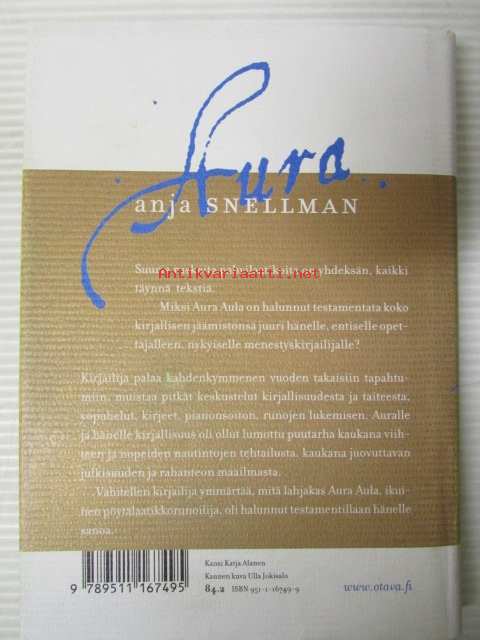 Aura
anja SNELLMAN
Antikvariaatti.net
yhdeksän, kaikki
täynnä tekstiä.
Miksi Aura Aula on halunnut testamentata koko
kirjallisen jäämistönsä juuri hänelle, entiselle opet-
tajalleen, nykyiselle menestyskirjailijalle?
Kirjailija palaa kahdenkymmenen vuoden takaisiin tapahtu-
miin, muistaa pitkät keskustelut kirjallisuudesta ja taiteesta,
sopahelut, kirjeet, pianonsoiton, runojen lukemisen. Auralle
ja hänelle kirjallisuus oli ollut lumottu puutarha kaukana viih-
teen ja nopeiden nautintojen tehtailusta, kaukana juovuttavan
julkisuuden ja rahanteon maailmasta.
Vähitellen kirjailija ymmärtää, mitä lahjakas Aura Aula, ikui-
nen pöytälaatikkorunoilija, oli halunnut testamentillaan hänelle
sanoa...
9 789511 167495
Kansi Katja Alanen
Kannen kuva Ulla Jokisalo
84.2 ISBN 951-1-16749-9
www.otava.fi